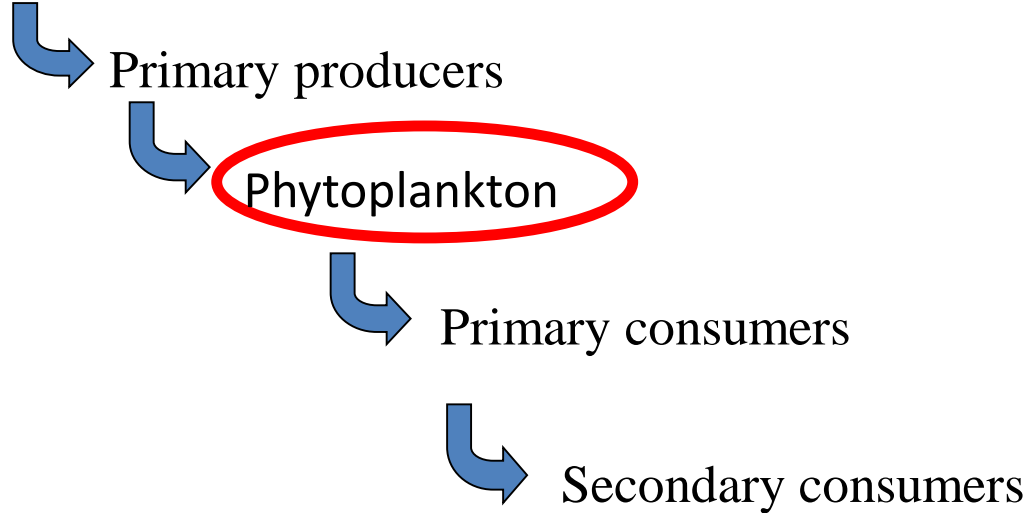 Primary producers
Phytoplankton
Primary consumers
Secondary consumers